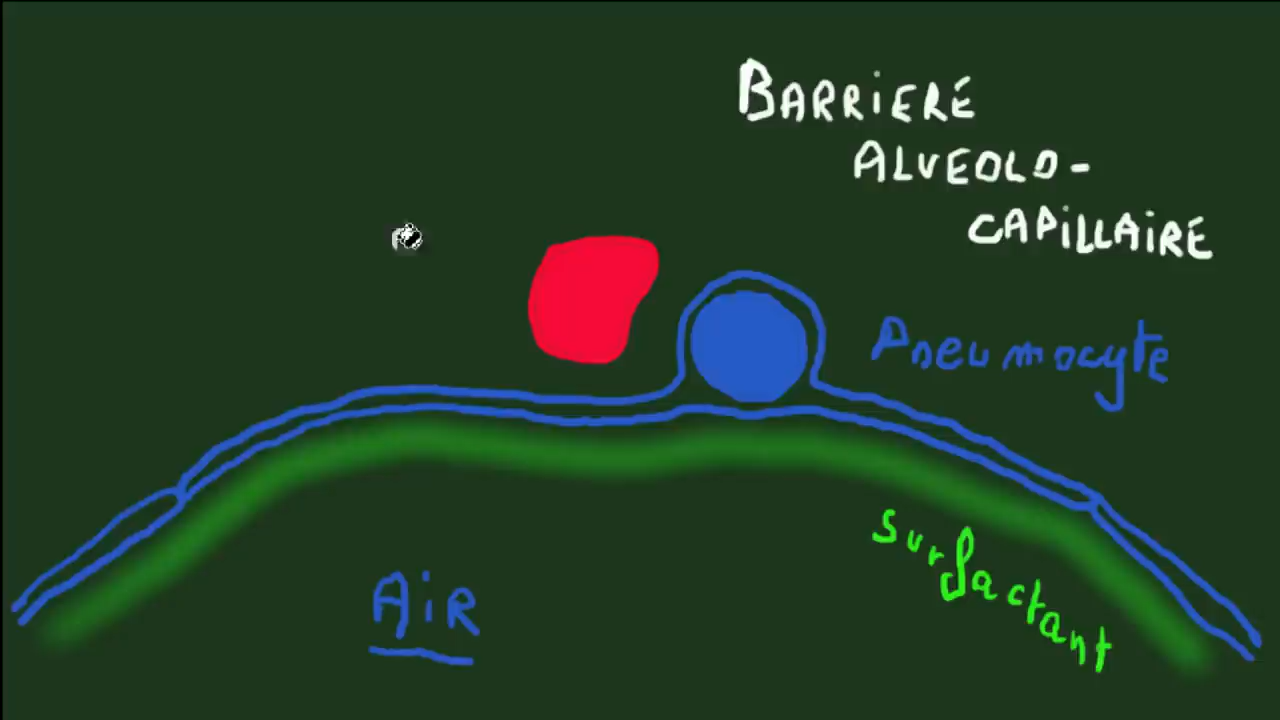 BARRIERE
ALVEOLO-
CAPILLAIRE
Pneumocyte
surfactant
AIR